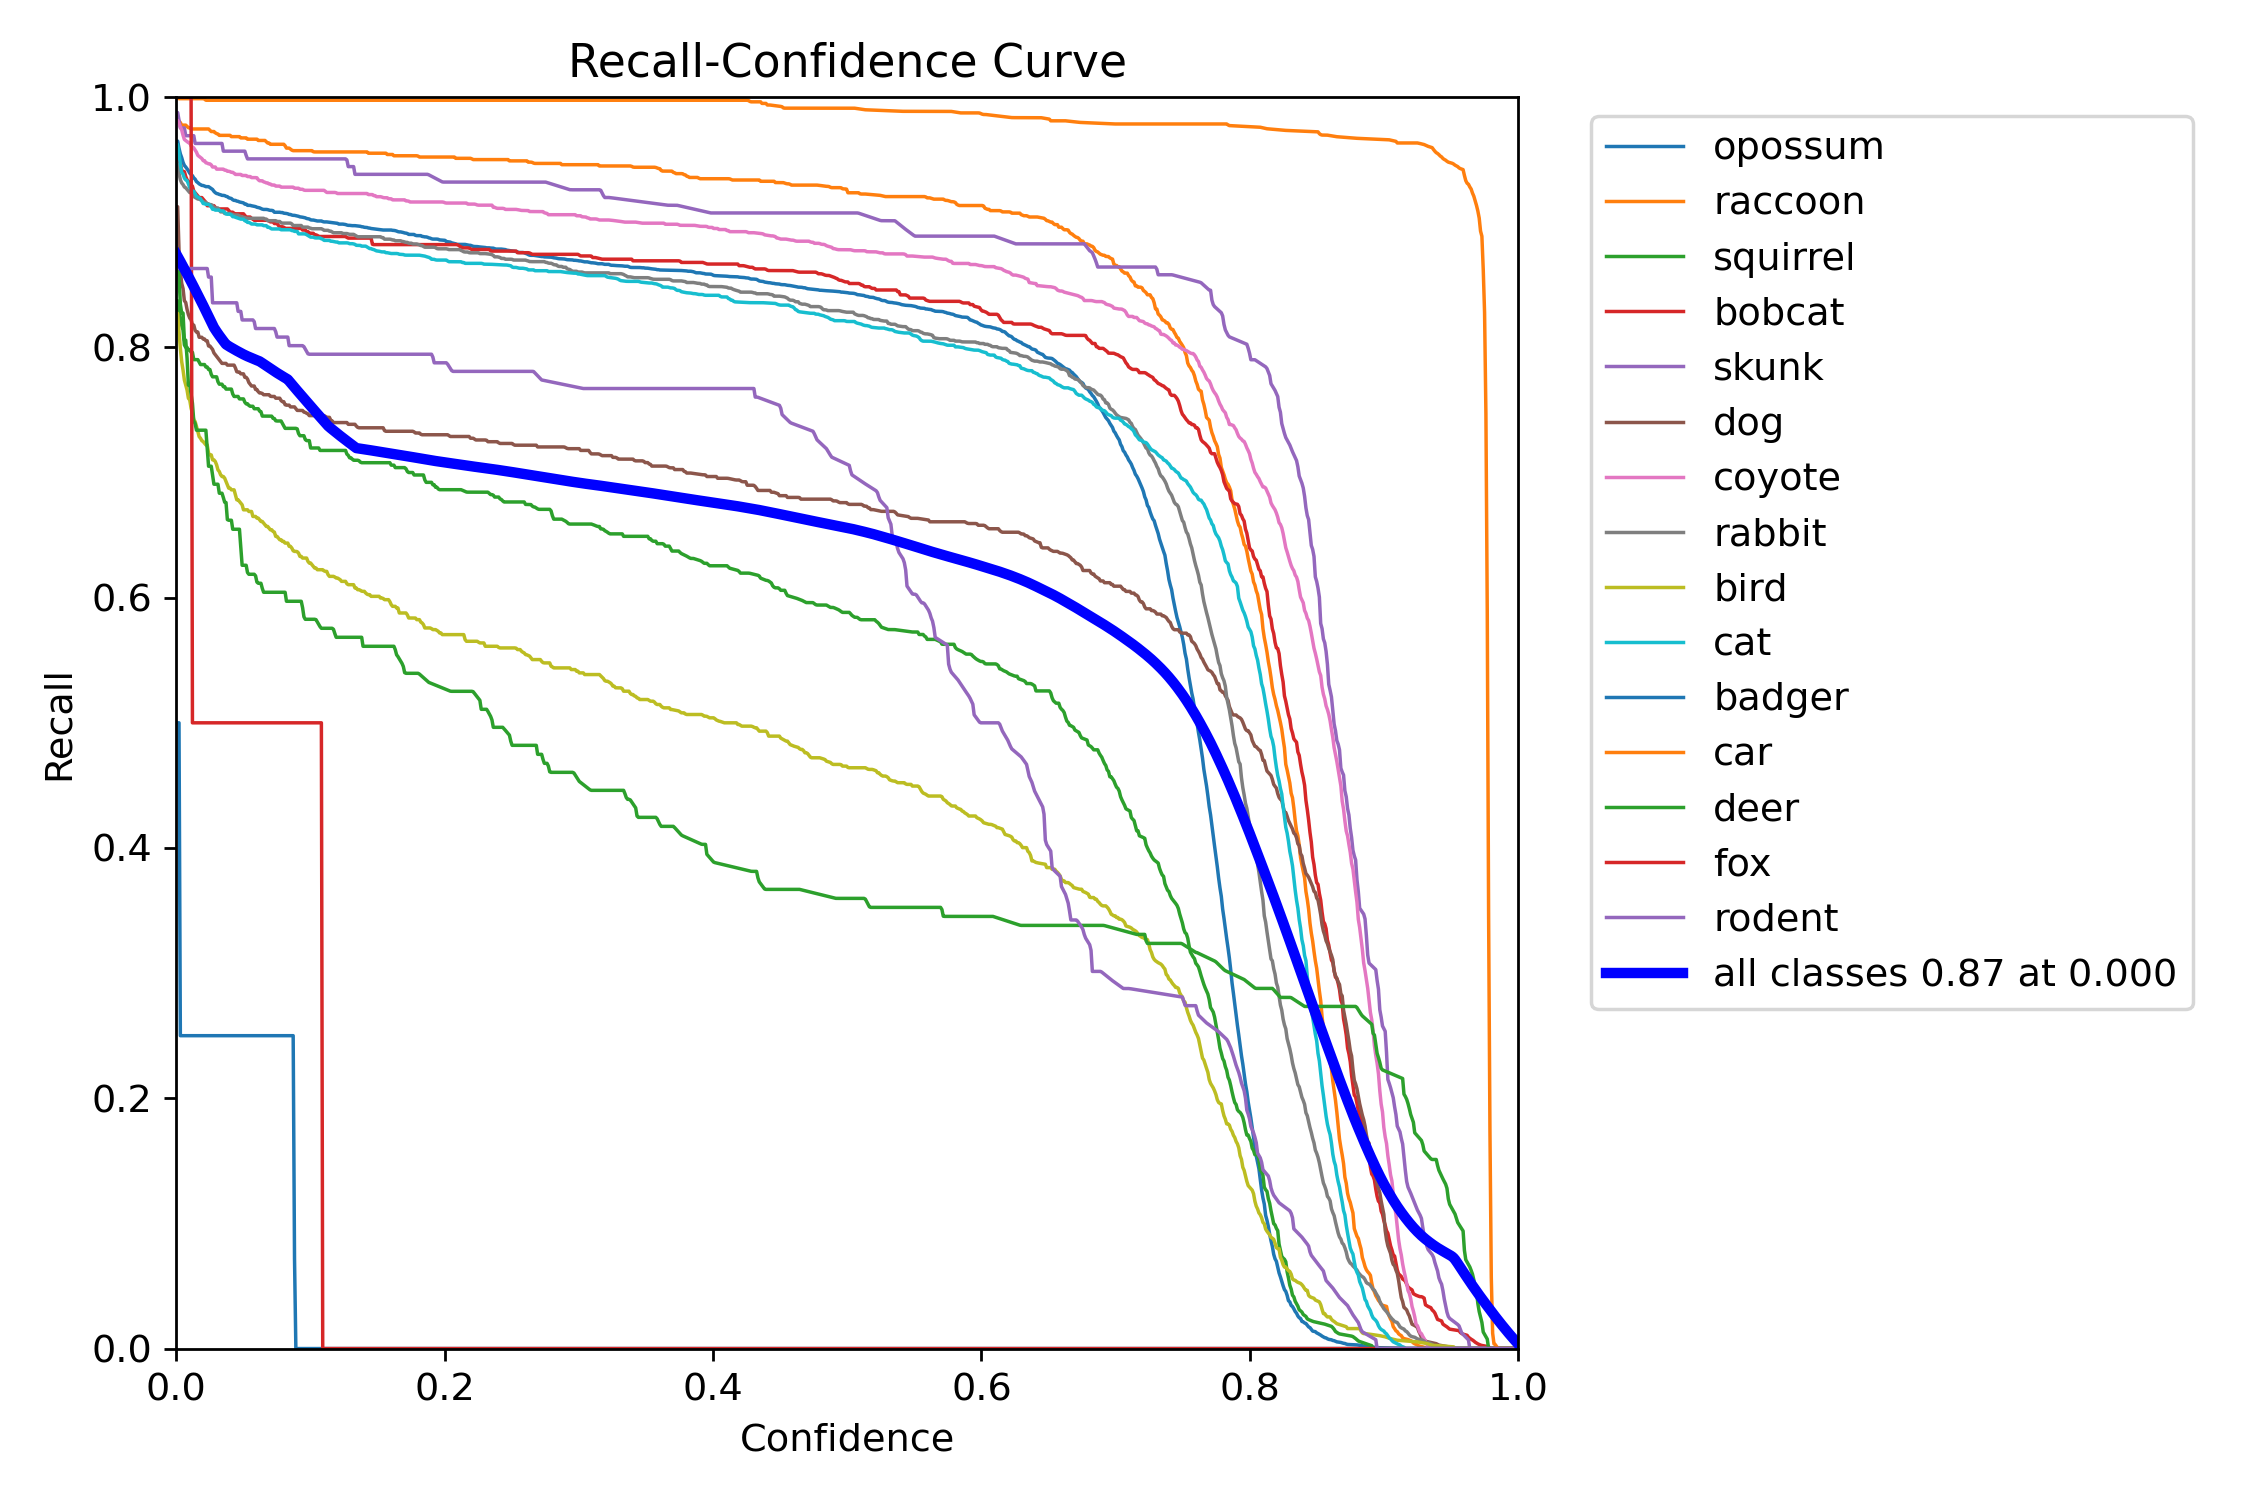 Recall-Confidence Curve
1.0
0.8
0.6
0.4
0.2
0.0
Recall
0.0 0.2 0.4 0.6 0.8 1.0
Confidence
opossum
raccoon
squirrel
bobcat
skunk
dog
coyote
rabbit
bird
cat
badger
car
deer
fox
rodent
all classes 0.87 at 0.000